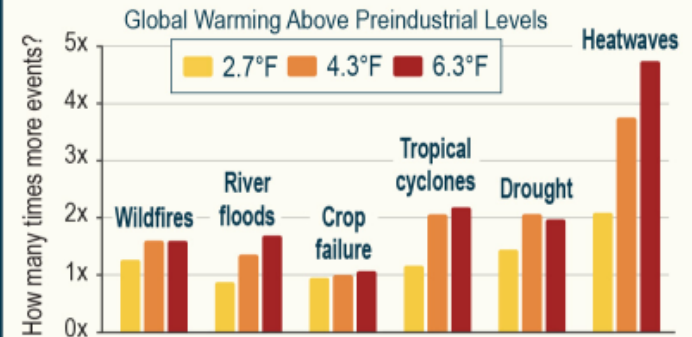 Global Warming Above Preindustrial Levels
2.7°F 4.3°F 6.3°F
How many times more events?
5x
4x
3x
2x
1x
0x
Wildfires
River
floods
Crop
failure
Tropical
cyclones
Drought
Heatwaves